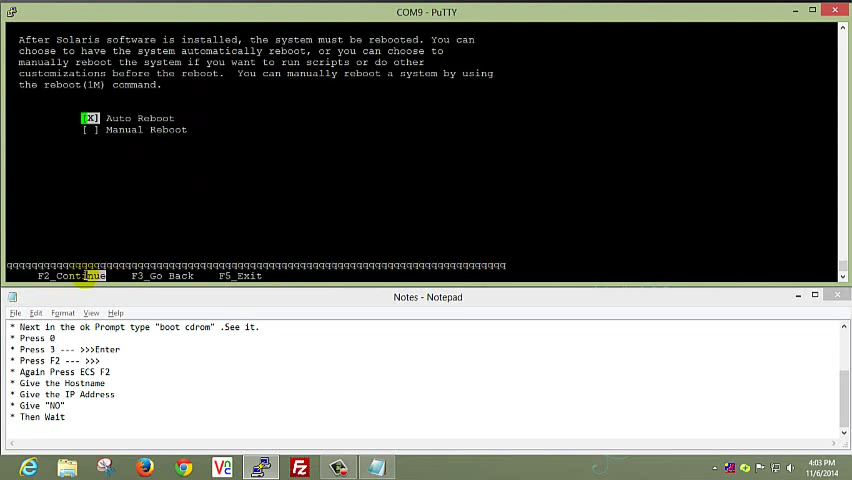 COM9 - PuTTY
After Solaris software is installed, the system must be rebooted. You can
choose to have the system automatically reboot, or you can choose to
manually reboot the system if you want to run scripts or do other
customizations before the reboot.  You can manually reboot a system by using
the reboot(1M) command.
[X] Auto Reboot
[ ] Manual Reboot
qqqqqqqqqqqqqqqqqqqqqqqqqqqqqqqqqqqqqqqqqqqqqqqqqqqqqqqqqqqqqqqqqqqqqqqqqqqqqqqq
F2_Continue    F3_Go Back    F5_Exit
Notes - Notepad
File Edit Format View Help
* Next in the ok Prompt type "boot cdrom" .See it.
* Press 0
* Press 3 --- >>>Enter
* Press F2 --- >>>
* Again Press ECS F2
* Give the Hostname
* Give the IP Address
* Give "NO"
* Then Wait
VNC
FZ
4:03 PM
11/6/2014